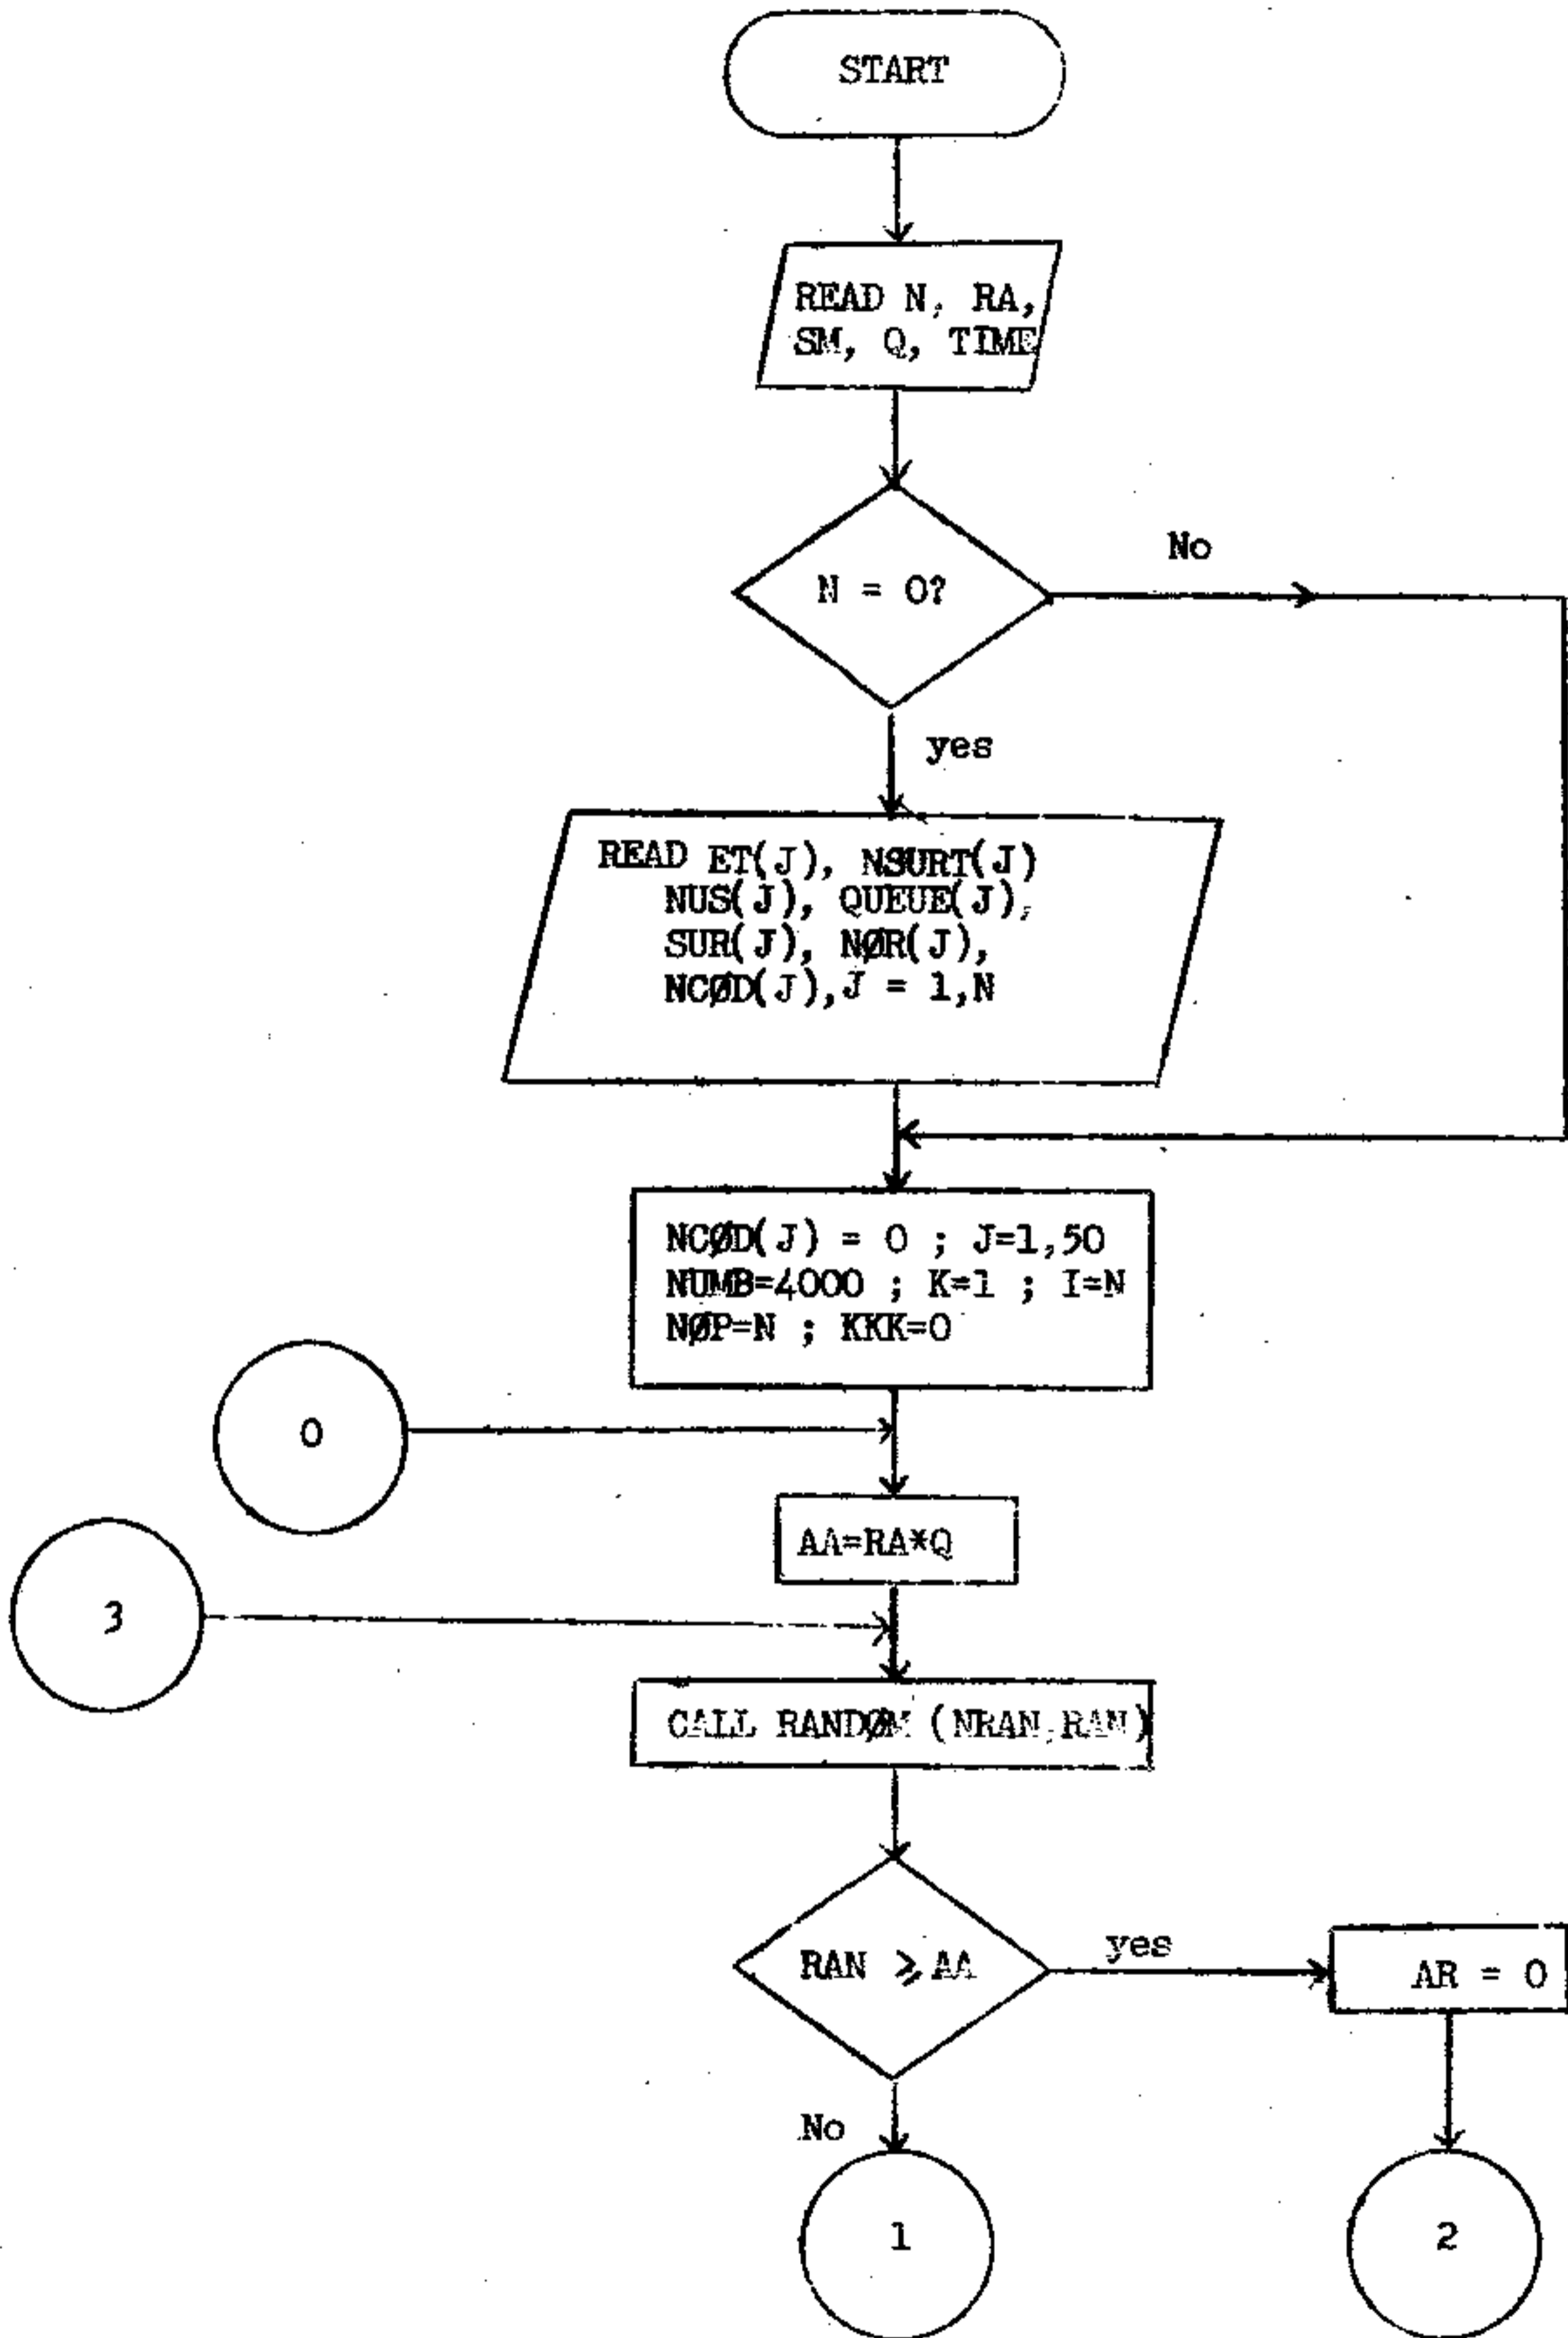 START
READ N, RA,
SM, Q, TIME
N = 0?
No
yes
READ ET(J), NSURT(J)
NUS(J), QUEUE(J),
SUR(J), NØR(J),
NCØD(J),J = 1,N
NCØD(J) = 0 ; J=1,50
NUMB=4000 ; K=1 ; I=N
NØP=N ; KKK=0
0
AA=RA*Q
3
CALL RANDØM (NRAN,RAN)
RAN ⩾ AA
yes
AR = 0
No
1
2